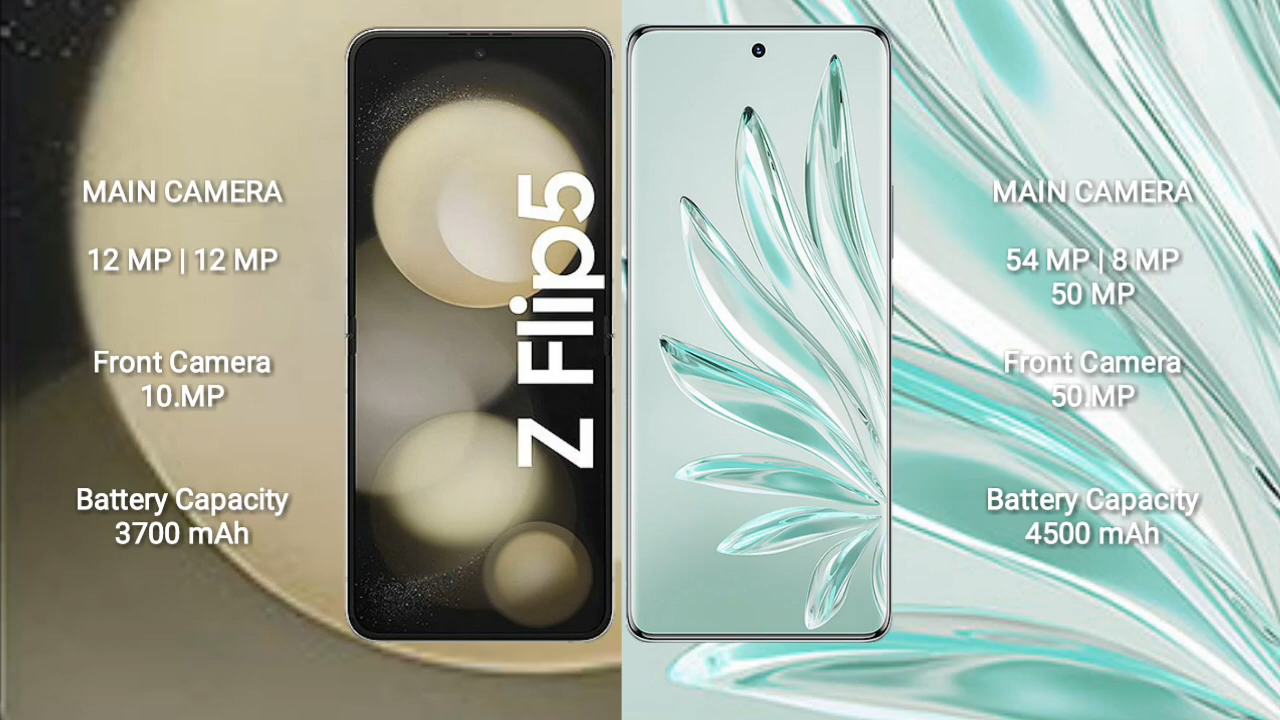 MAIN CAMERA
12 MP | 12 MP
Front Camera
10.MP
Battery Capacity
3700 mAh
Z Flip5
MAIN CAMERA
54 MP | 8 MP
50 MP
Front Camera
50.MP
Battery Capacity
4500 mAh